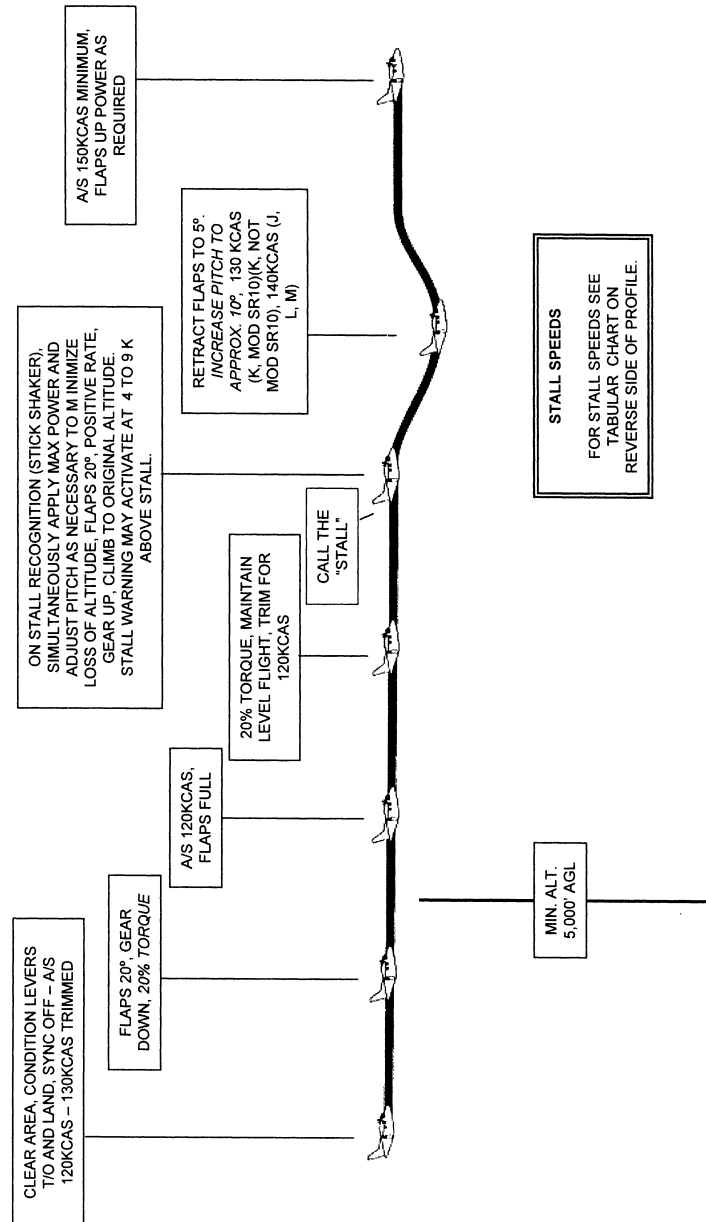 CLEAR AREA, CONDITION LEVERS
T/O AND LAND, SYNC OFF – A/S
120KCAS – 130KCAS TRIMMED
FLAPS 20º, GEAR
DOWN, 20% TORQUE
A/S 120KCAS,
FLAPS FULL
20% TORQUE, MAINTAIN
LEVEL FLIGHT, TRIM FOR
120KCAS
CALL THE
"STALL"
ON STALL RECOGNITION (STICK SHAKER),
SIMULTANEOUSLY APPLY MAX POWER AND
ADJUST PITCH AS NECESSARY TO M INIMIZE
LOSS OF ALTITUDE, FLAPS 20º, POSITIVE RATE,
GEAR UP, CLIMB TO ORIGINAL ALTITUDE.
STALL WARNING MAY ACTIVATE AT 4 TO 9 K
ABOVE STALL.
RETRACT FLAPS TO 5º.
INCREASE PITCH TO
APPROX. 10º, 130 KCAS
(K, MOD SR10)(K, NOT
MOD SR10), 140KCAS (J,
L, M)
A/S 150KCAS MINIMUM,
FLAPS UP POWER AS
REQUIRED
MIN. ALT.
5,000' AGL
STALL SPEEDS
FOR STALL SPEEDS SEE
TABULAR CHART ON
REVERSE SIDE OF PROFILE.